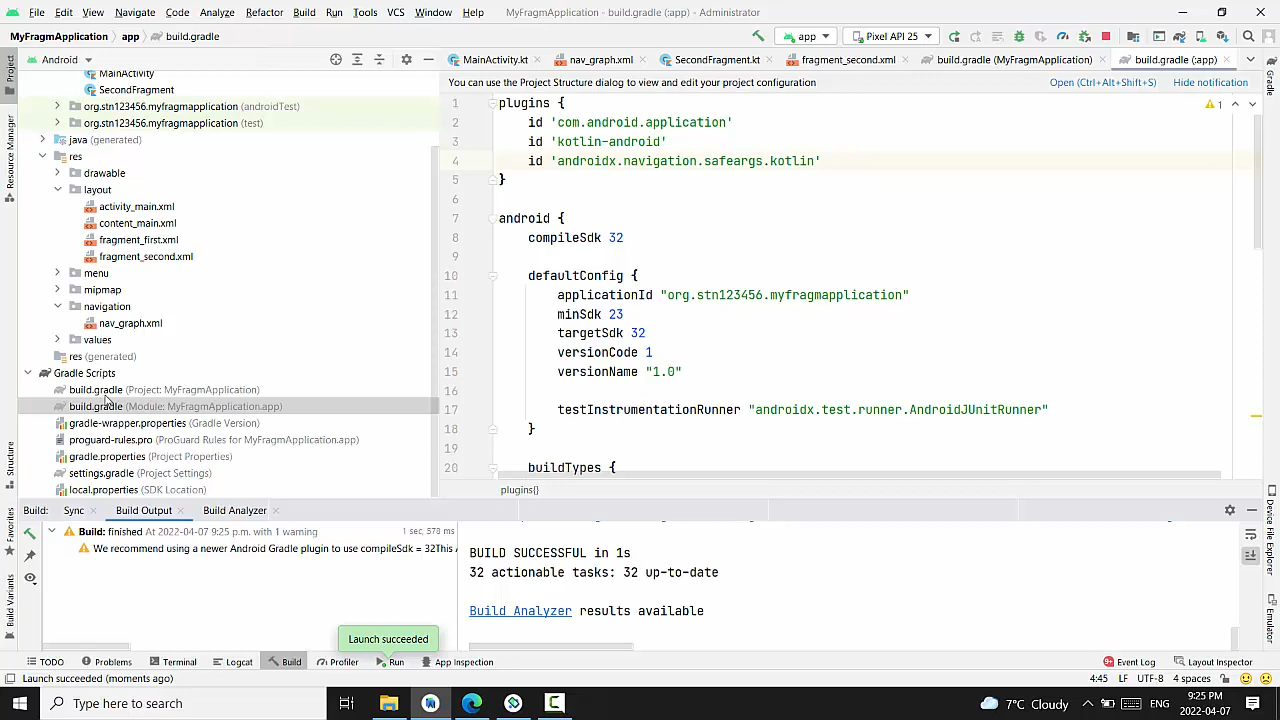 File Edit View Navigate Code Analyze Refactor Build Run Tools VCS Window Help MyFragmApplication - build.gradle (:app) - Administrator
MyFragmApplication app build.gradle app Pixel API 25
Android MainActivity.kt nav_graph.xml SecondFragment.kt fragment_second.xml build.gradle (MyFragmApplication) build.gradle (:app)
Project
Resource Manager
Structure
Favorites
Build Variants
Gradle
Device File Explorer
Emulator
MainActivity
SecondFragment
org.stn123456.myfragmapplication (androidTest)
org.stn123456.myfragmapplication (test)
java (generated)
res
drawable
layout
activity_main.xml
content_main.xml
fragment_first.xml
fragment_second.xml
menu
mipmap
navigation
nav_graph.xml
values
res (generated)
Gradle Scripts
build.gradle (Project: MyFragmApplication)
build.gradle (Module: MyFragmApplication.app)
gradle-wrapper.properties (Gradle Version)
proguard-rules.pro (ProGuard Rules for MyFragmApplication.app)
gradle.properties (Project Properties)
settings.gradle (Project Settings)
local.properties (SDK Location)
You can use the Project Structure dialog to view and edit your project configuration Open (Ctrl+Alt+Shift+S) Hide notification
1 plugins { 1
2 id 'com.android.application'
3 id 'kotlin-android'
4 id 'androidx.navigation.safeargs.kotlin'
5 }
6
7 android {
8 compileSdk 32
9
10 defaultConfig {
11 applicationId "org.stn123456.myfragmapplication"
12 minSdk 23
13 targetSdk 32
14 versionCode 1
15 versionName "1.0"
16
17 testInstrumentationRunner "androidx.test.runner.AndroidJUnitRunner"
18 }
19
20 buildTypes {
plugins{}
Build: Sync Build Output Build Analyzer
Build: finished At 2022-04-07 9:25 p.m. with 1 warning 1 sec, 578 ms
We recommend using a newer Android Gradle plugin to use compileSdk = 32This
BUILD SUCCESSFUL in 1s
32 actionable tasks: 32 up-to-date
Build Analyzer results available
Launch succeeded
TODO Problems Terminal Logcat Build Profiler Run App Inspection Event Log Layout Inspector
Launch succeeded (moments ago) 4:45 LF UTF-8 4 spaces
Type here to search 7°C Cloudy ENG 9:25 PM
2022-04-07